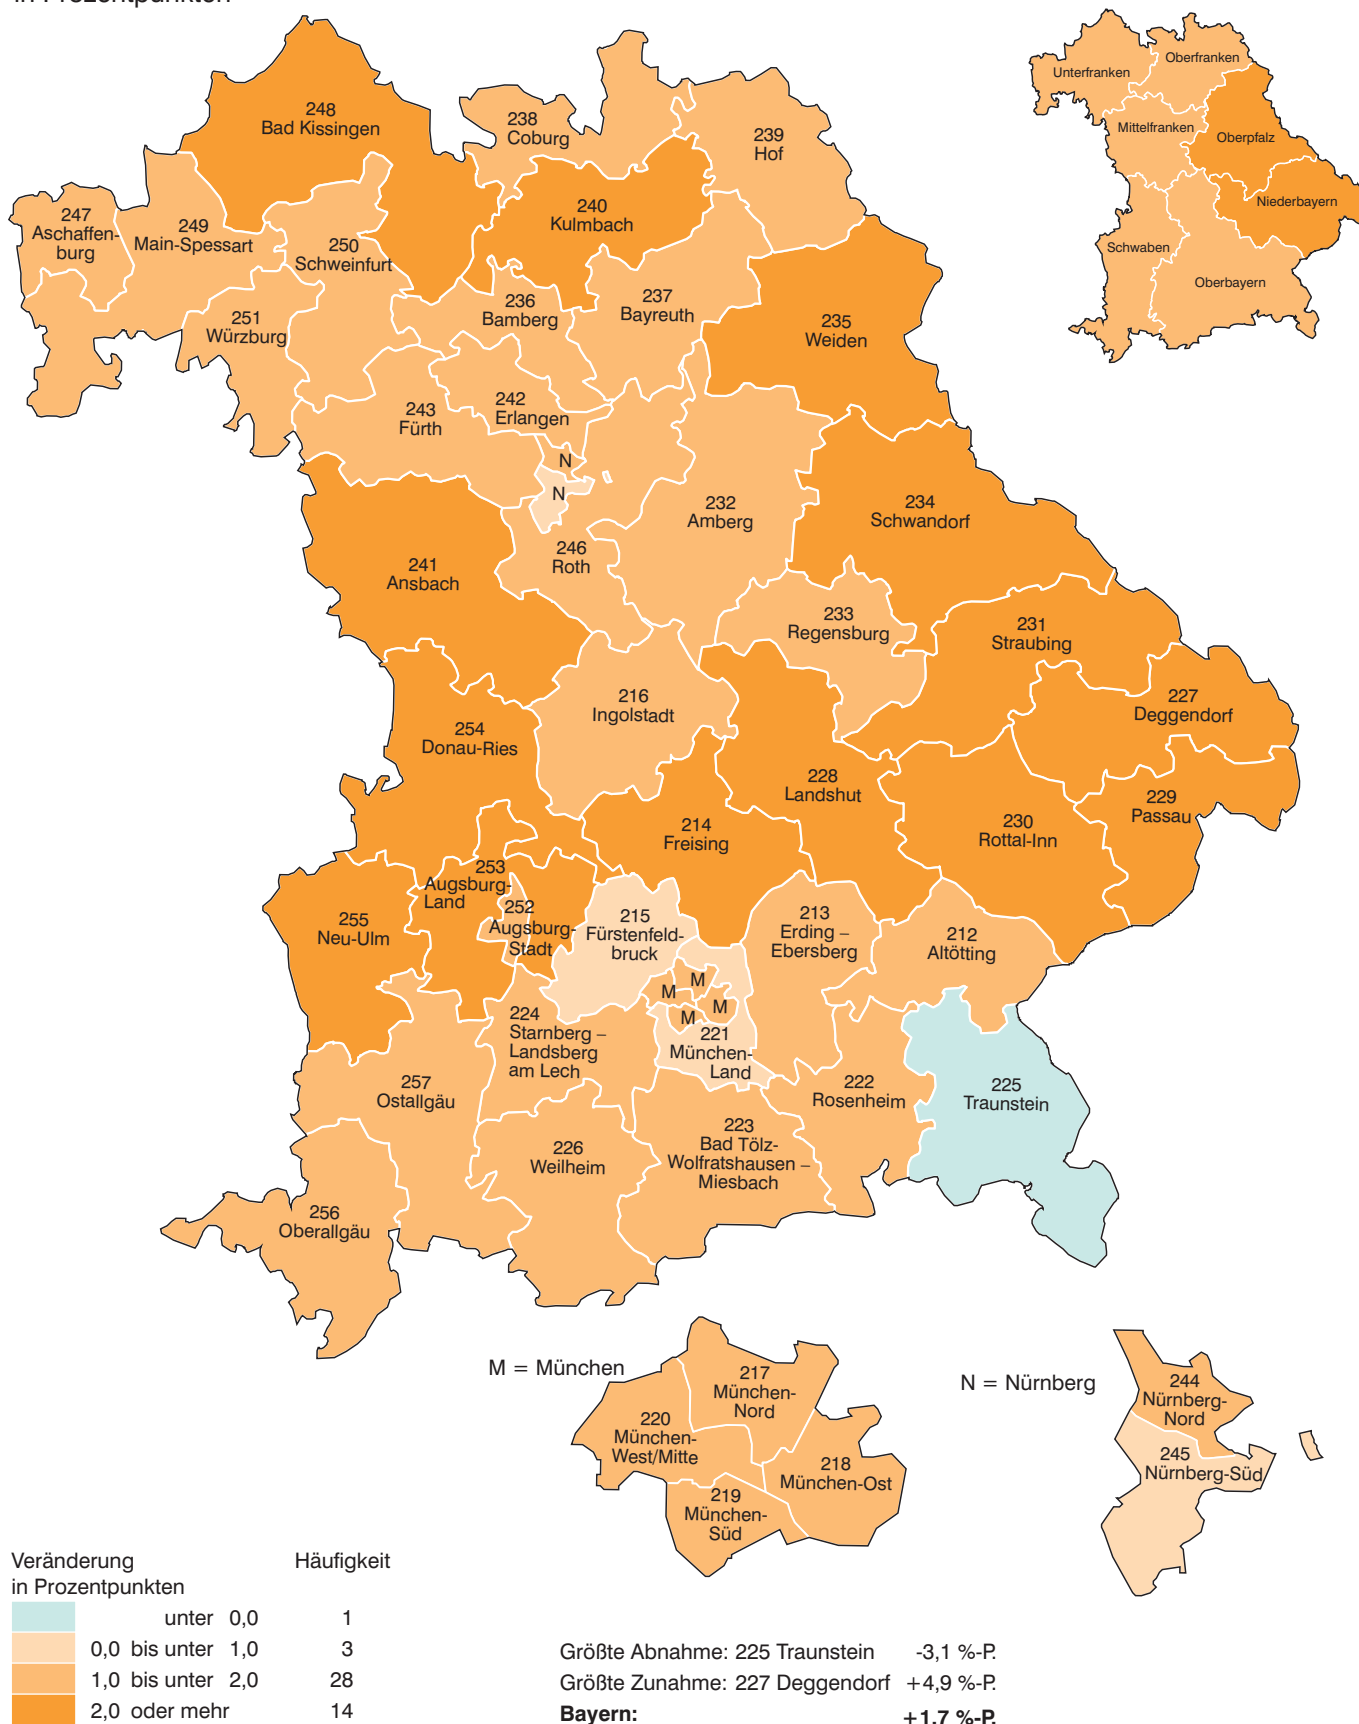 in Prozentpunkten
248
Bad Kissingen
238
Coburg
239
Hof
247
Aschaffen-
burg
249
Main-Spessart
240
Kulmbach
250
Schweinfurt
251
Würzburg
236
Bamberg
237
Bayreuth
235
Weiden
243
Fürth
242
Erlangen
N
N
232
Amberg
234
Schwandorf
241
Ansbach
246
Roth
233
Regensburg
231
Straubing
216
Ingolstadt
227
Deggendorf
254
Donau-Ries
228
Landshut
229
Passau
214
Freising
230
Rottal-Inn
253
Augsburg-
Land
252
Augsburg-
Stadt
255
Neu-Ulm
215
Fürstenfeld-
bruck
213
Erding –
Ebersberg
212
Altötting
M
M
M
M
221
München-
Land
224
Starnberg –
Landsberg
am Lech
257
Ostallgäu
222
Rosenheim
225
Traunstein
223
Bad Tölz-
Wolfratshausen –
Miesbach
226
Weilheim
256
Oberallgäu
Unterfranken
Oberfranken
Mittelfranken
Oberpfalz
Niederbayern
Schwaben
Oberbayern
M = München
217
München-
Nord
220
München-
West/Mitte
218
München-Ost
219
München-
Süd
N = Nürnberg
244
Nürnberg-
Nord
245
Nürnberg-Süd
Veränderung Häufigkeit
in Prozentpunkten
unter 0,0 1
0,0 bis unter 1,0 3
1,0 bis unter 2,0 28
2,0 oder mehr 14
Größte Abnahme: 225 Traunstein -3,1 %-P.
Größte Zunahme: 227 Deggendorf +4,9 %-P.
Bayern: +1,7 %-P.